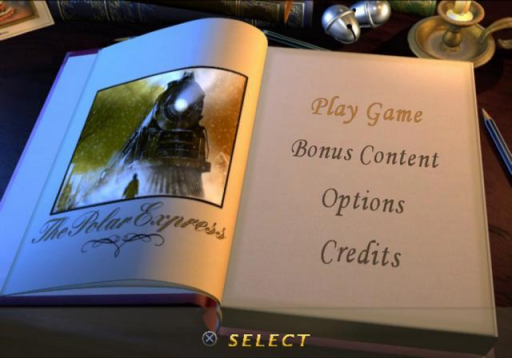 The Polar Express
Play Game
Bonus Content
Options
Credits
SELECT